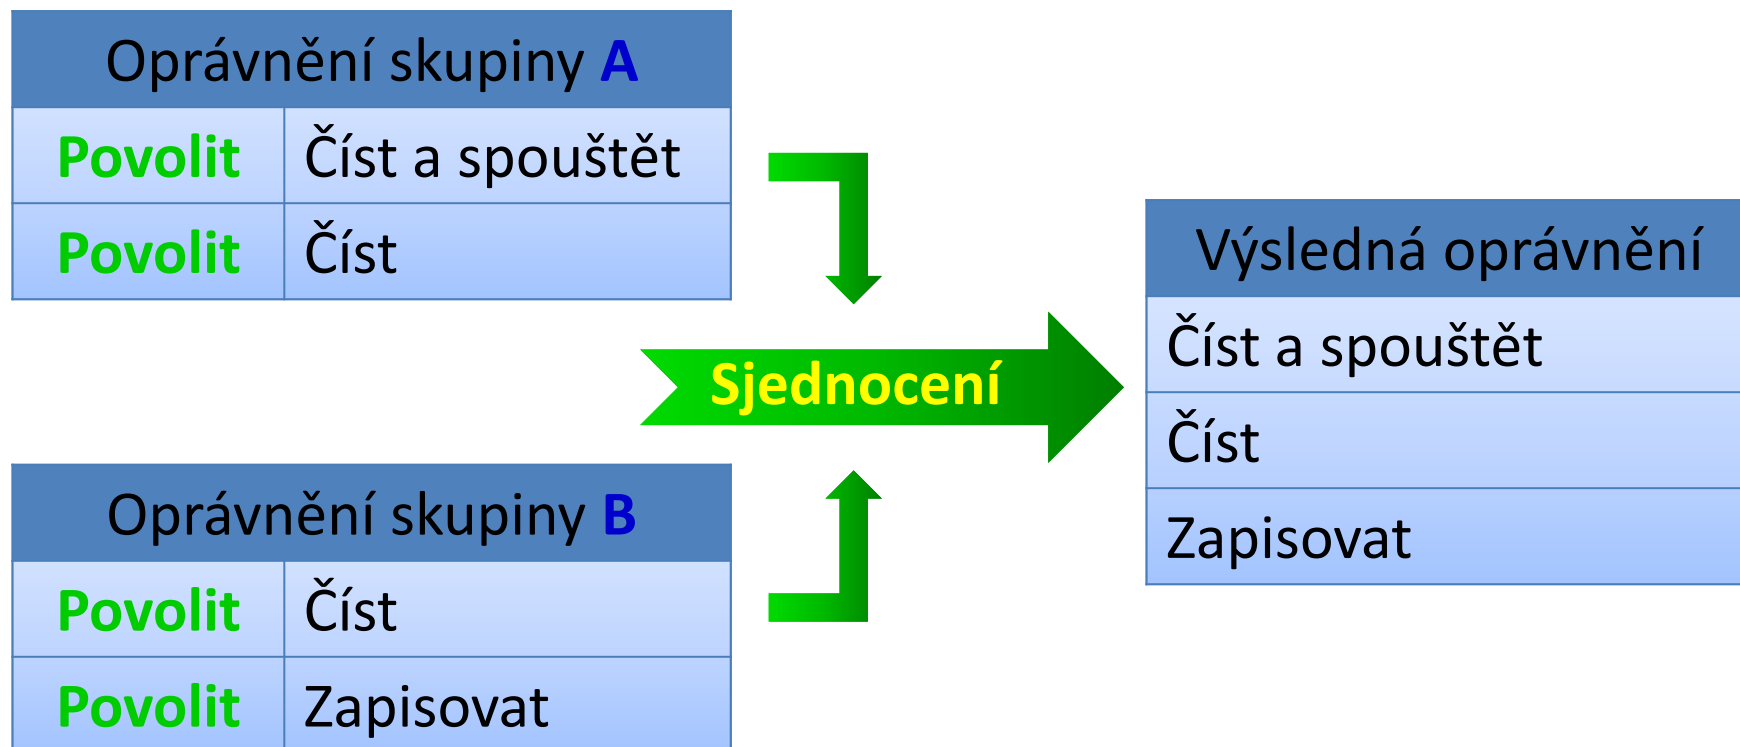 Oprávnění skupiny A
Povolit Číst a spouštět
Povolit Číst
Sjednocení
Oprávnění skupiny B
Povolit Číst
Povolit Zapisovat
Výsledná oprávnění
Číst a spouštět
Číst
Zapisovat